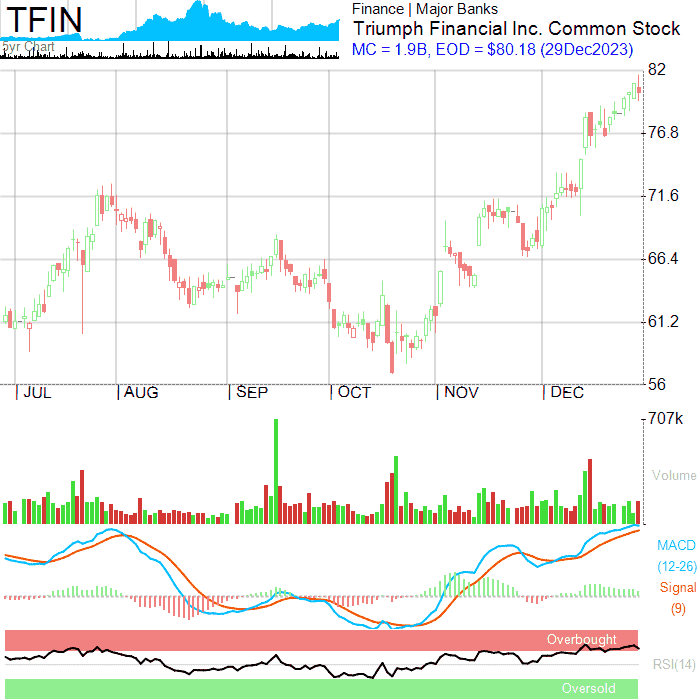 TFIN
5yr Chart
Finance | Major Banks
Triumph Financial Inc. Common Stock
MC = 1.9B, EOD = $80.18 (29Dec2023)
82
76.8
71.6
66.4
61.2
56
JUL AUG SEP OCT NOV DEC
707k
Volume
MACD
(12-26)
Signal
(9)
Overbought
RSI(14)
Oversold